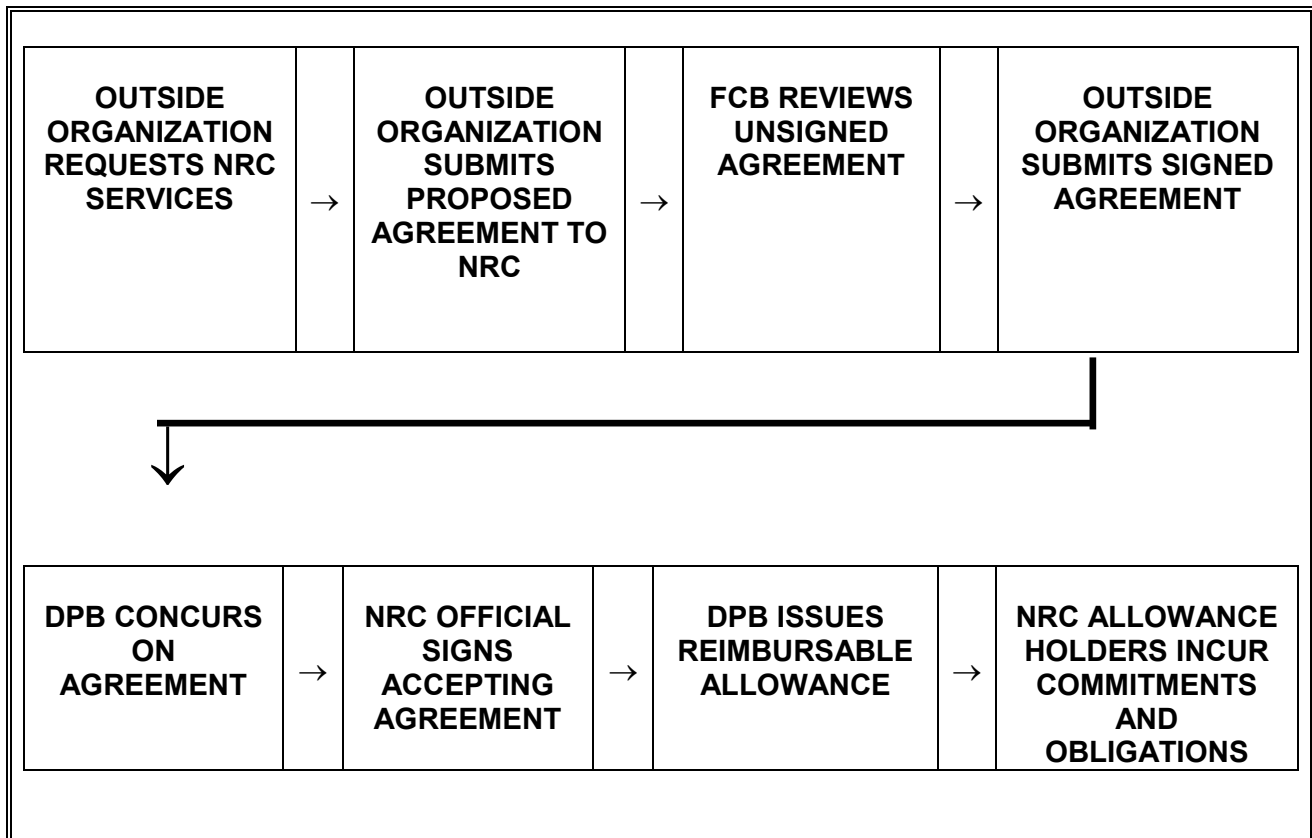 OUTSIDE
ORGANIZATION
REQUESTS NRC
SERVICES
→
OUTSIDE
ORGANIZATION
SUBMITS
PROPOSED
AGREEMENT TO
NRC
→
FCB REVIEWS
UNSIGNED
AGREEMENT
→
OUTSIDE
ORGANIZATION
SUBMITS SIGNED
AGREEMENT
DPB CONCURS
ON
AGREEMENT
→
NRC OFFICIAL
SIGNS
ACCEPTING
AGREEMENT
→
DPB ISSUES
REIMBURSABLE
ALLOWANCE
→
NRC ALLOWANCE
HOLDERS INCUR
COMMITMENTS
AND
OBLIGATIONS